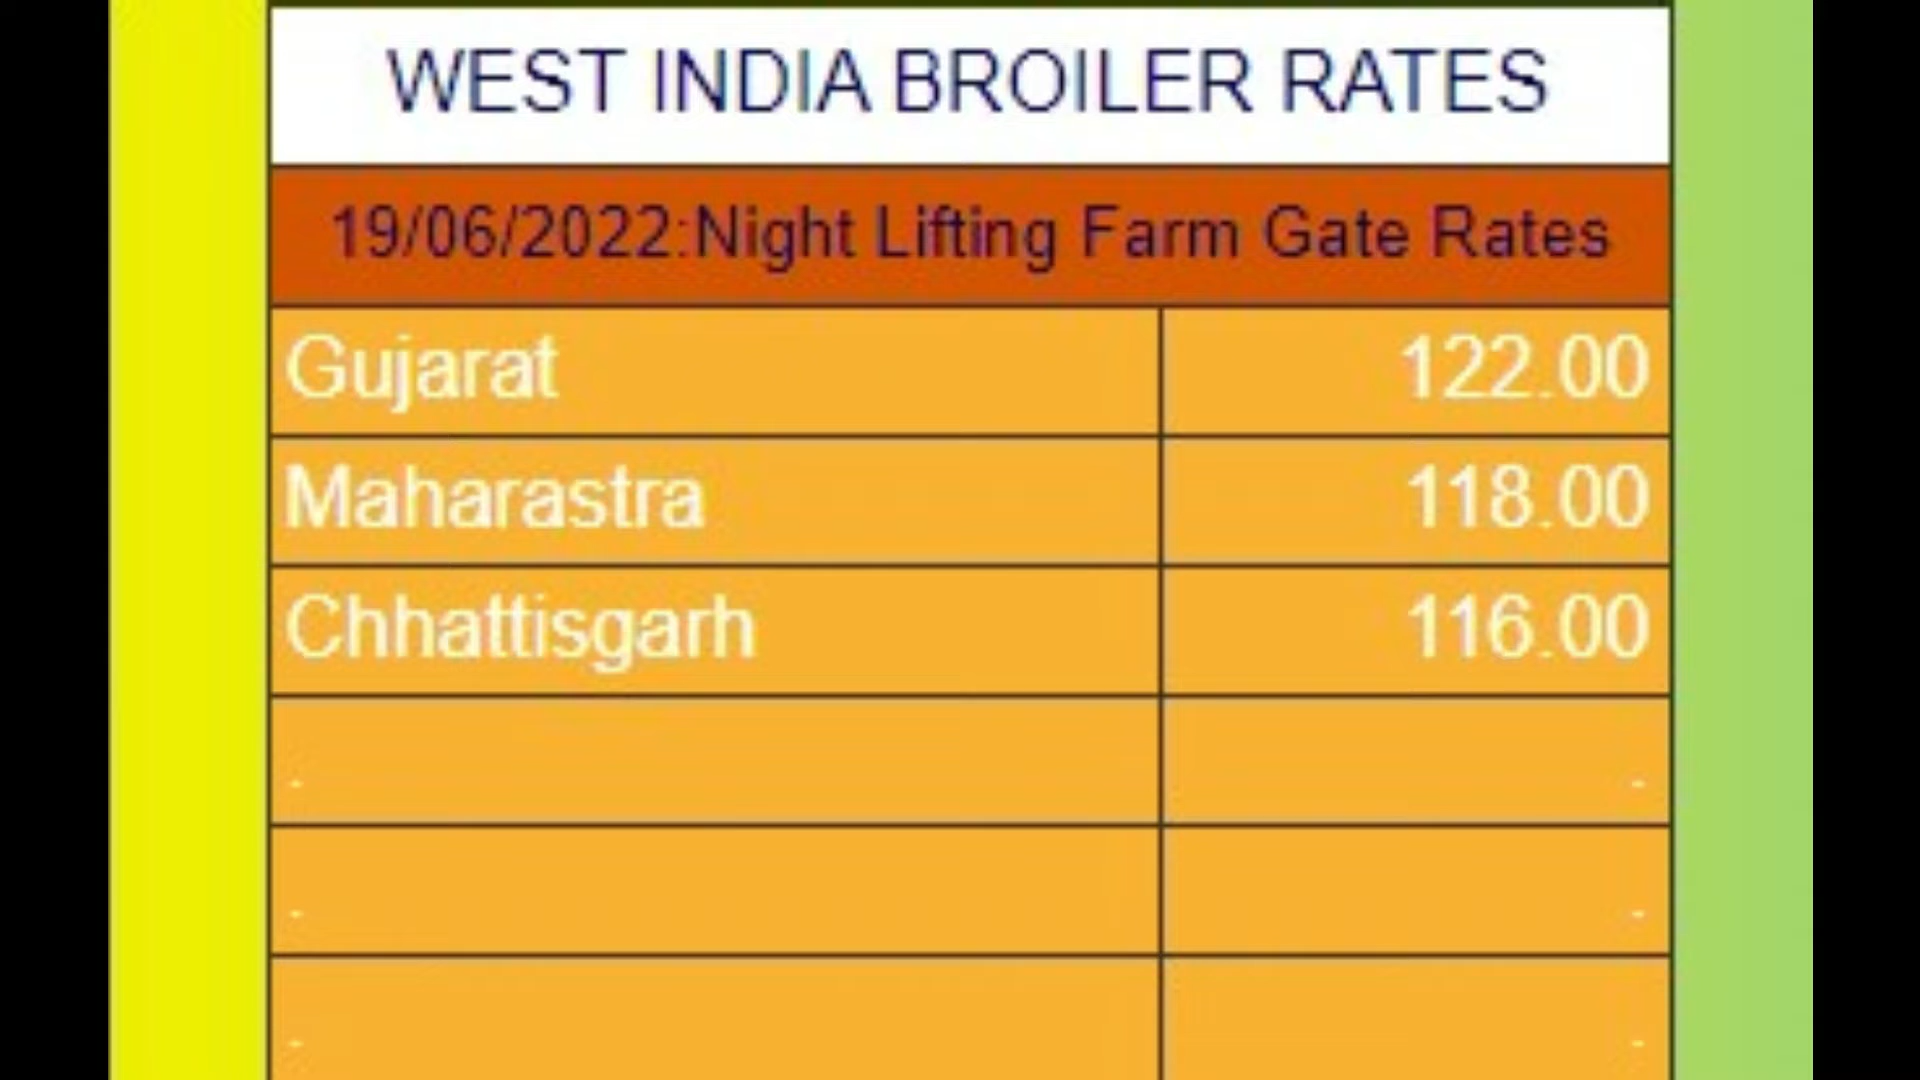 WEST INDIA BROILER RATES
19/06/2022:Night Lifting Farm Gate Rates
Gujarat 122.00
Maharastra 118.00
Chhattisgarh 116.00
. .
. .
. .